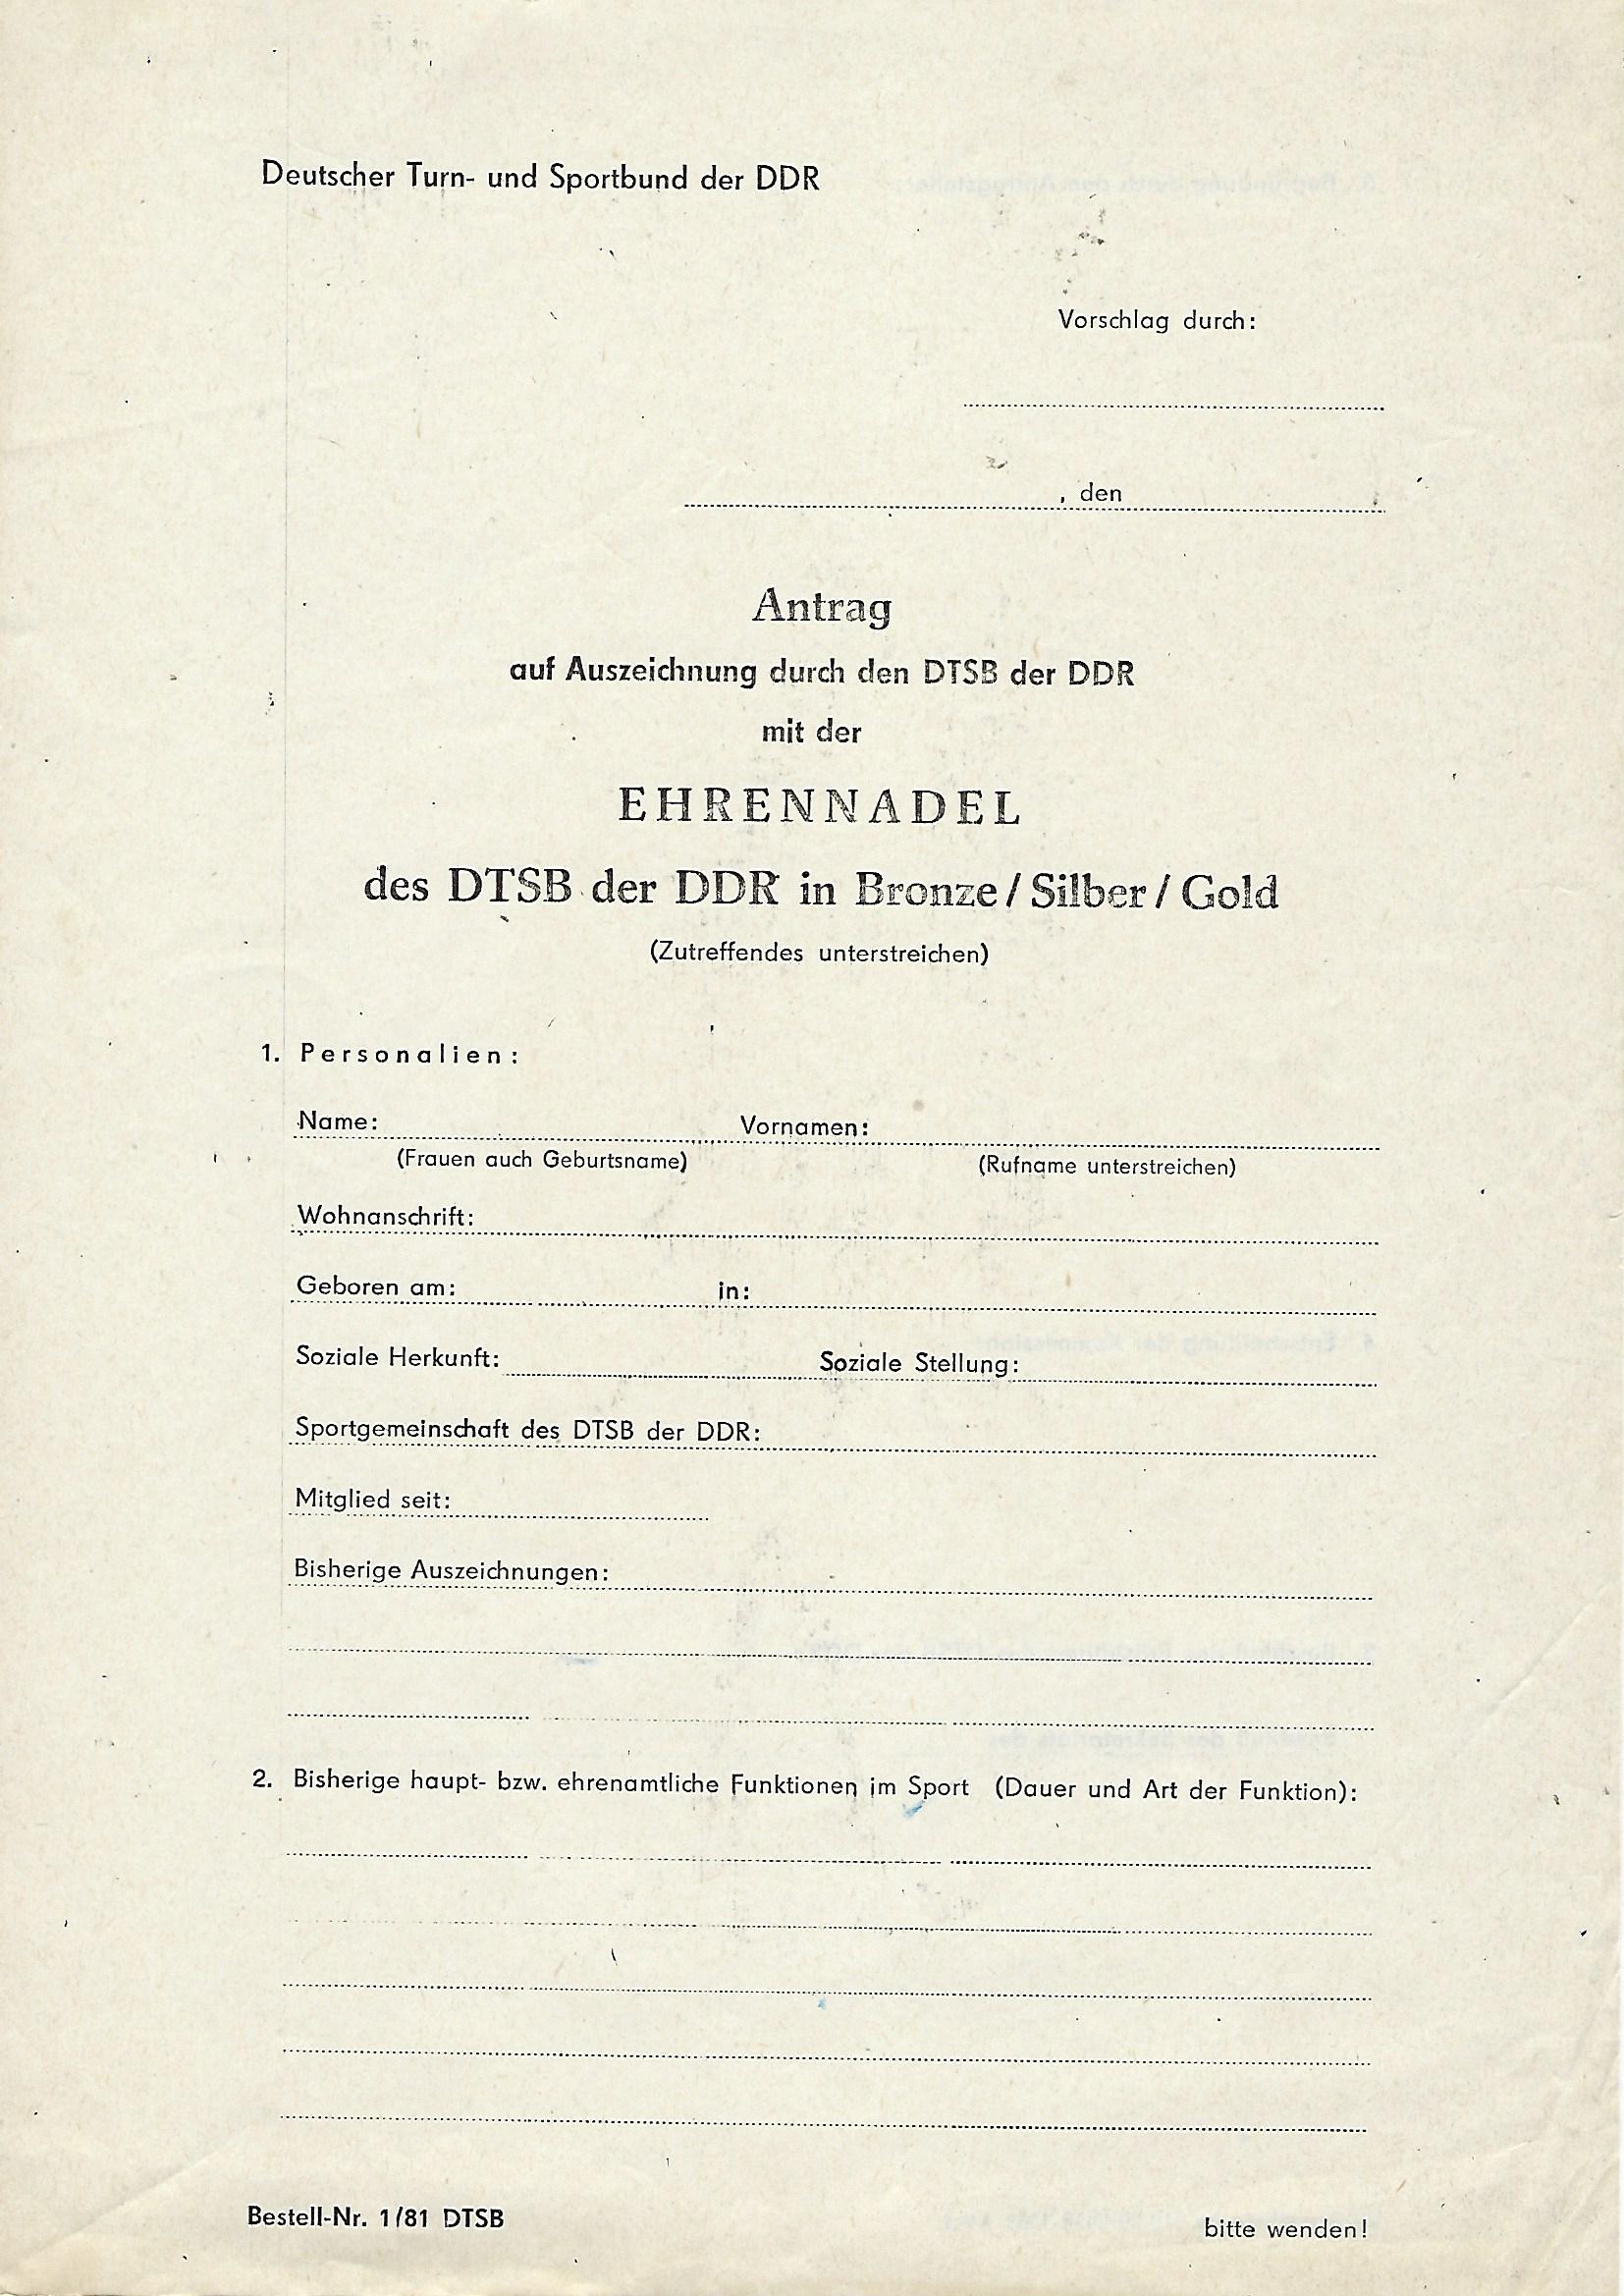 Deutscher Turn- und Sportbund der DDR
Vorschlag durch:
, den
Antrag
auf Auszeichnung durch den DTSB der DDR
mit der
EHRENNADEL
des DTSB der DDR in Bronze / Silber / Gold
(Zutreffendes unterstreichen)
1. Personalien:
Name: Vornamen:
(Frauen auch Geburtsname) (Rufname unterstreichen)
Wohnanschrift:
Geboren am: in:
Soziale Herkunft: Soziale Stellung:
Sportgemeinschaft des DTSB der DDR:
Mitglied seit:
Bisherige Auszeichnungen:
2. Bisherige haupt- bzw. ehrenamtliche Funktionen im Sport (Dauer und Art der Funktion):
Bestell-Nr. 1/81 DTSB bitte wenden!